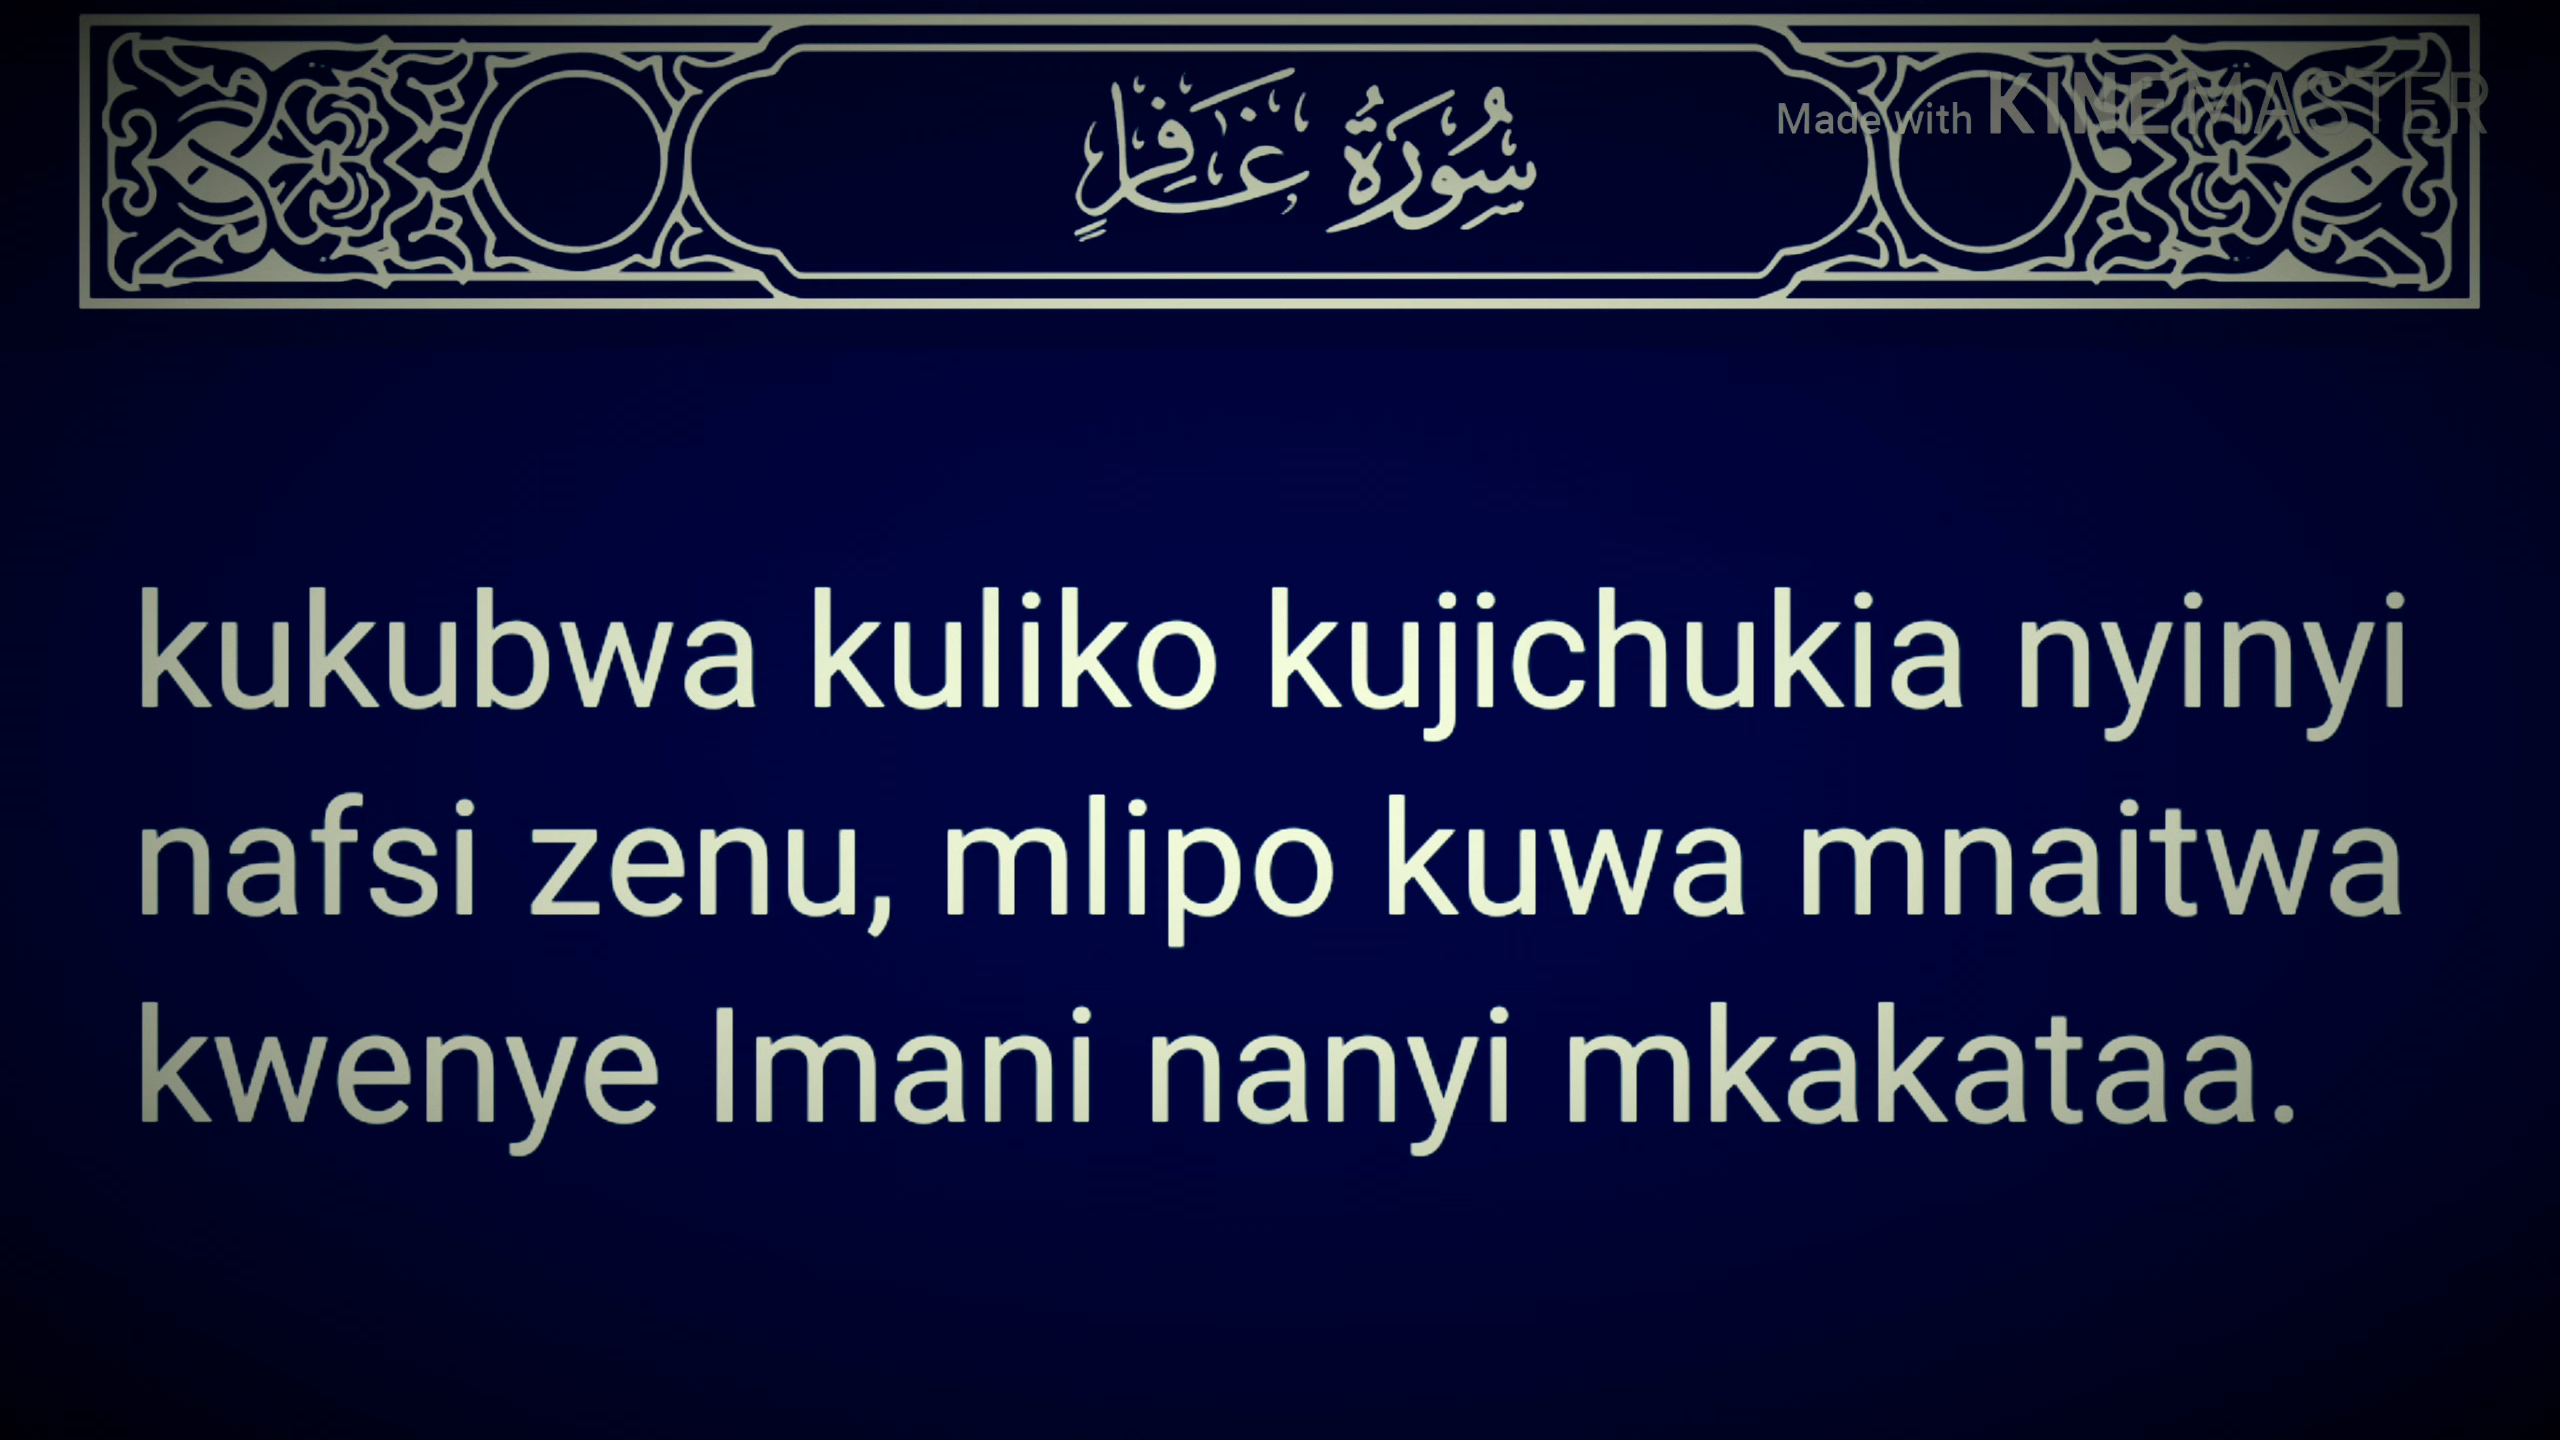 سُورَةُ غَافِرٍ
Made with KINEMASTER
kukubwa kuliko kujichukia nyinyi
nafsi zenu, mlipo kuwa mnaitwa
kwenye Imani nanyi mkakataa.